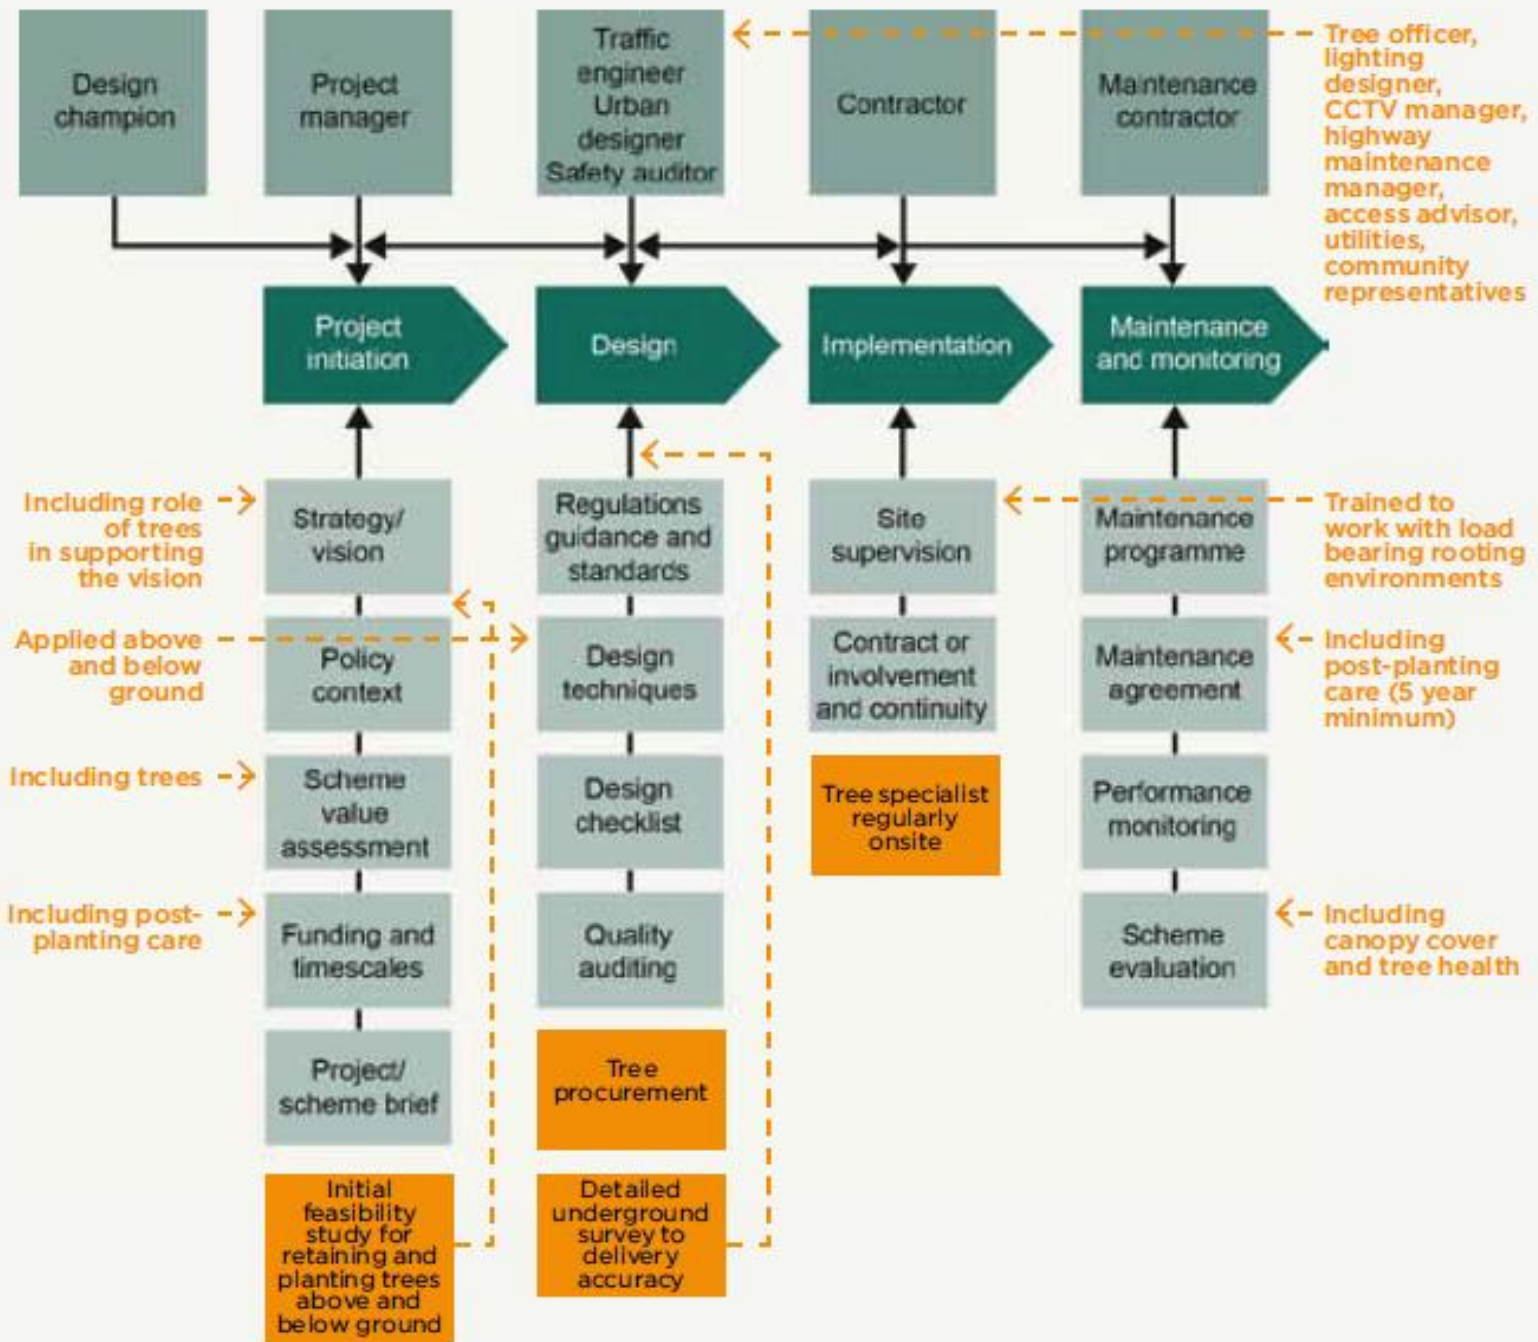 Design
champion
Project
manager
Traffic
engineer
Urban
designer
Safety auditor
Contractor
Maintenance
contractor
Tree officer,
lighting
designer,
CCTV manager,
highway
maintenance
manager,
access advisor,
utilities,
community
representatives
Project
initiation
Design
Implementation
Maintenance
and monitoring
Including role
of trees
in supporting
the vision
Strategy/
vision
Regulations
guidance and
standards
Site
supervision
Maintenance
programme
Trained to
work with load
bearing rooting
environments
Applied above
and below
ground
Policy
context
Design
techniques
Contract or
involvement
and continuity
Maintenance
agreement
Including
post-planting
care (5 year
minimum)
Including trees
Scheme
value
assessment
Design
checklist
Tree specialist
regularly
onsite
Performance
monitoring
Including post-
planting care
Funding and
timescales
Quality
auditing
Scheme
evaluation
Including
canopy cover
and tree health
Project/
scheme brief
Tree
procurement
Initial
feasibility
study for
retaining and
planting trees
above and
below ground
Detailed
underground
survey to
delivery
accuracy